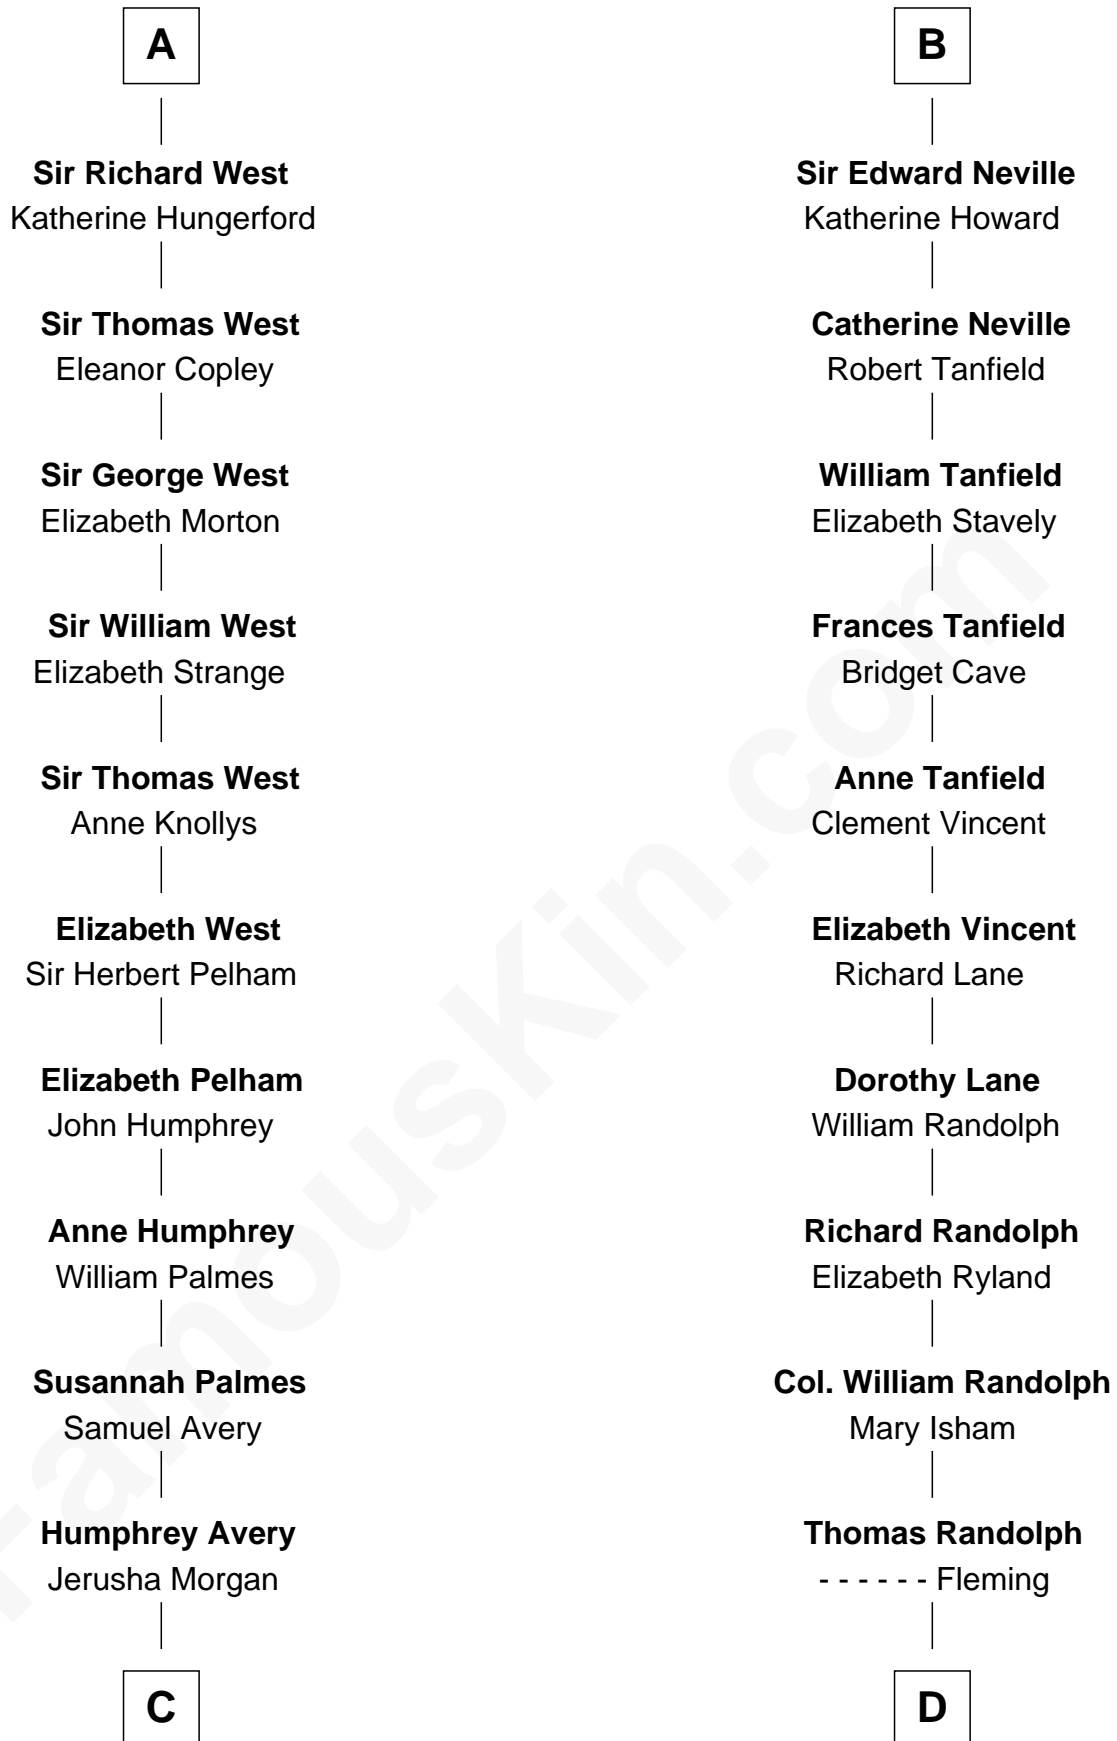 A
Sir Richard West
Katherine Hungerford
Sir Thomas West
Eleanor Copley
Sir George West
Elizabeth Morton
Sir William West
Elizabeth Strange
Sir Thomas West
Anne Knollys
Elizabeth West
Sir Herbert Pelham
Elizabeth Pelham
John Humphrey
Anne Humphrey
William Palmes
Susannah Palmes
Samuel Avery
Humphrey Avery
Jerusha Morgan
C
B
Sir Edward Neville
Katherine Howard
Catherine Neville
Robert Tanfield
William Tanfield
Elizabeth Stavely
Frances Tanfield
Bridget Cave
Anne Tanfield
Clement Vincent
Elizabeth Vincent
Richard Lane
Dorothy Lane
William Randolph
Richard Randolph
Elizabeth Ryland
Col. William Randolph
Mary Isham
Thomas Randolph
- - - - - - Fleming
D
FamousKin.com